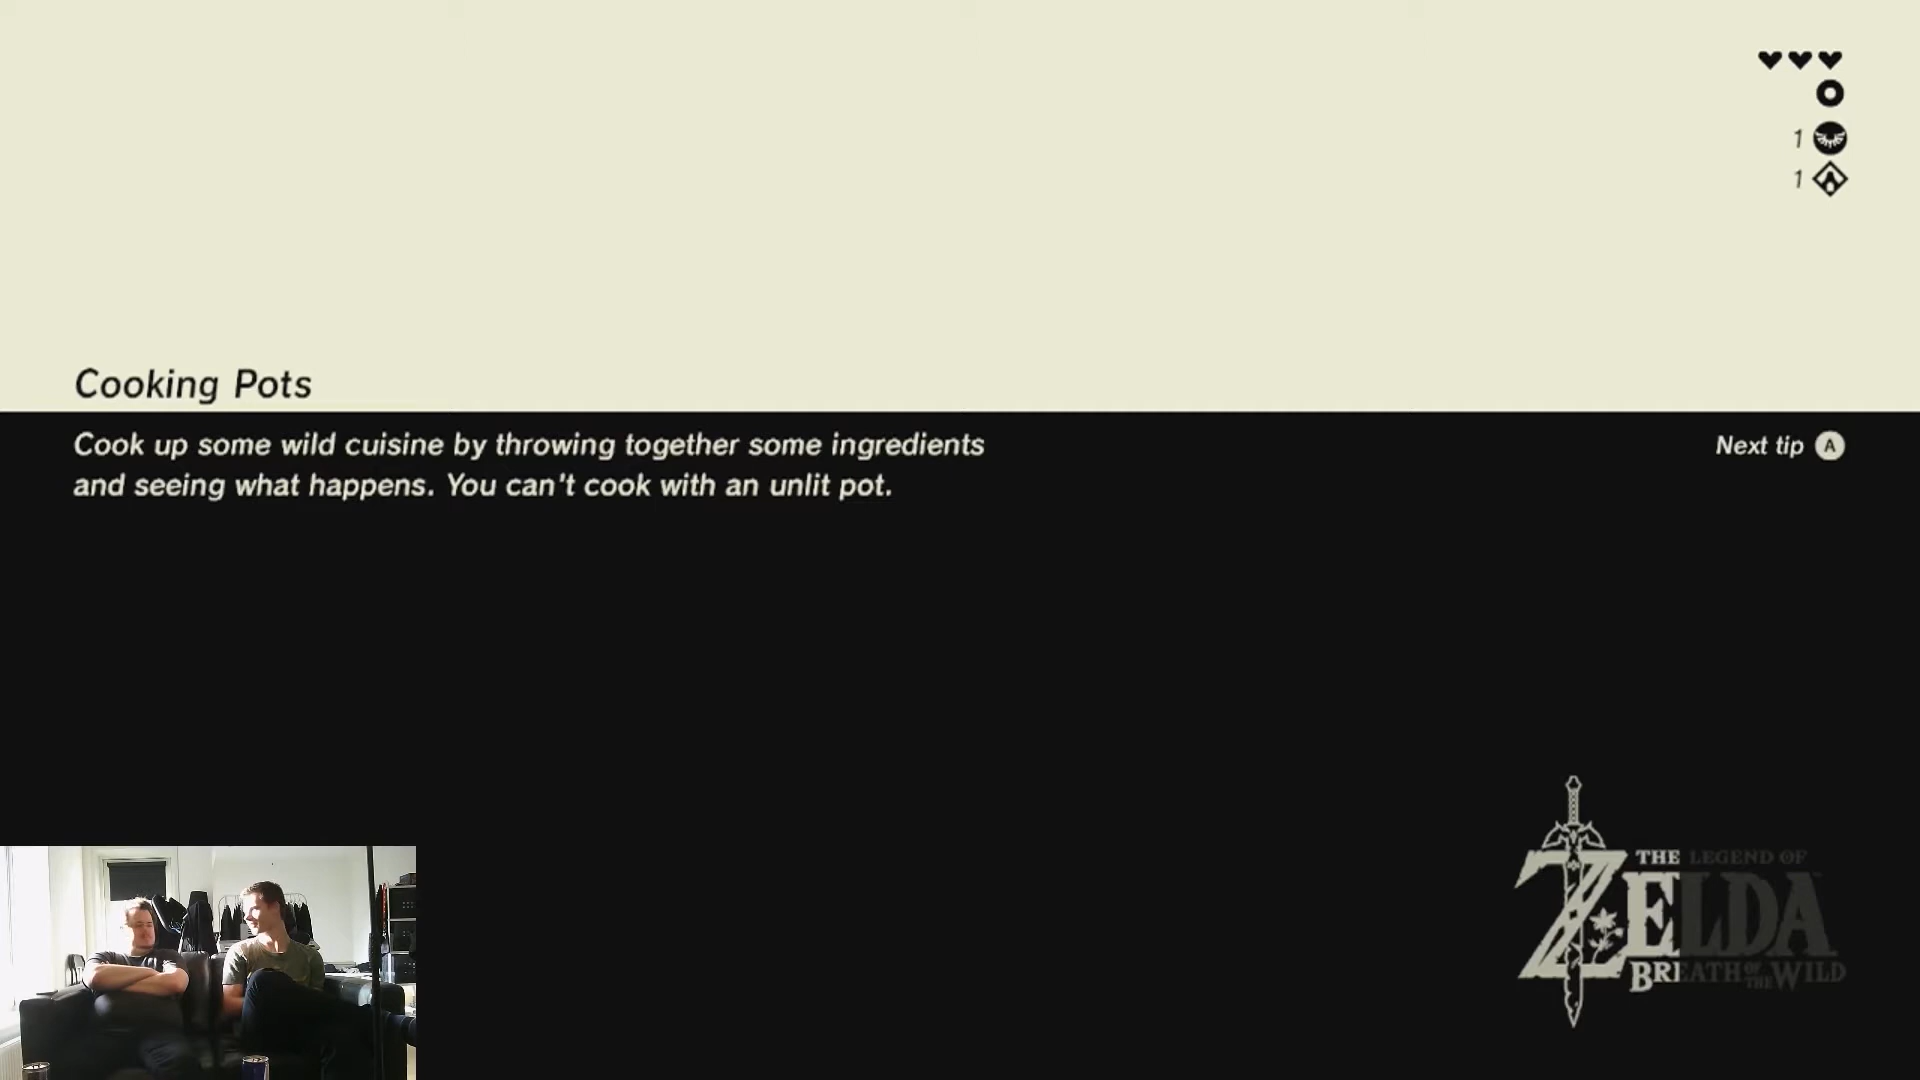 1
1
Cooking Pots
Cook up some wild cuisine by throwing together some ingredients
and seeing what happens. You can't cook with an unlit pot.
Next tip A
THE LEGEND OF
ZELDA
BREATH OF THE WILD